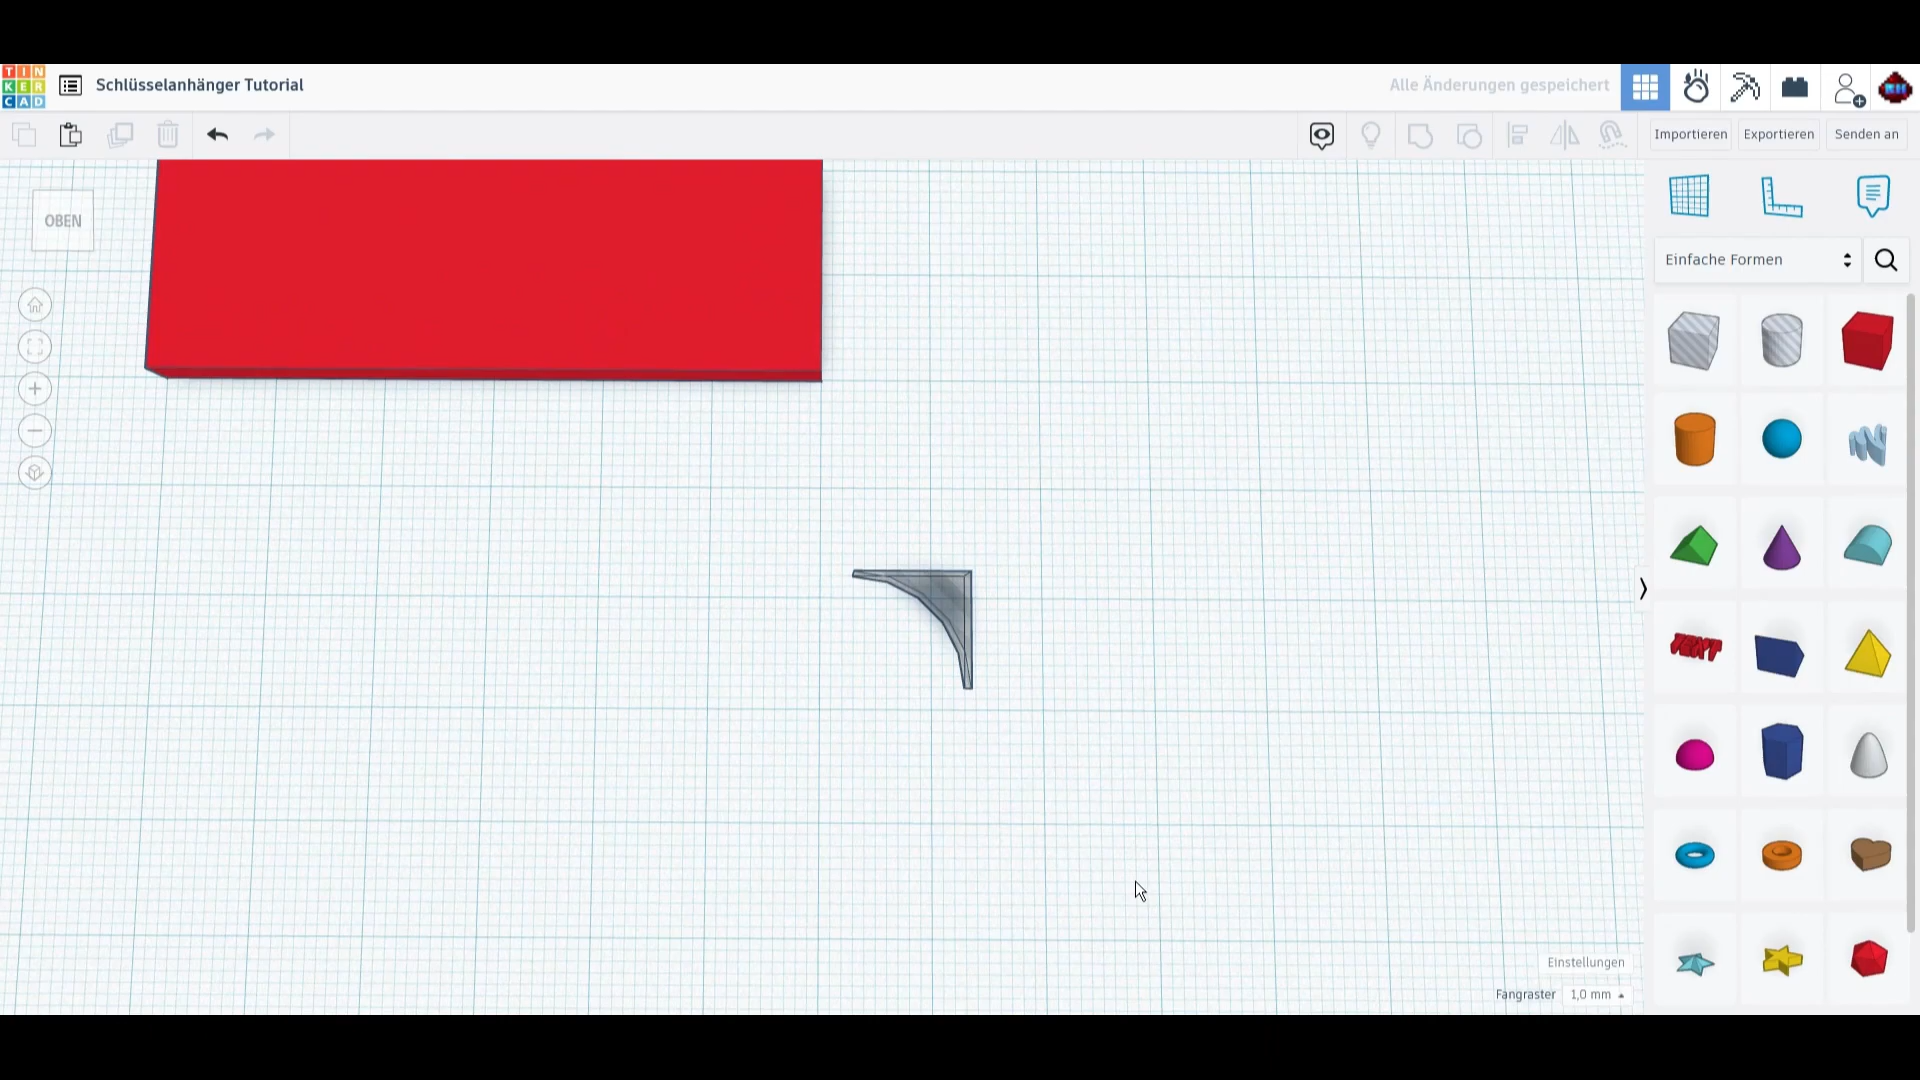 TIN
KER
CAD
Schlüsselanhänger Tutorial
Alle Änderungen gespeichert
Importieren
Exportieren
Senden an
OBEN
Einfache Formen
TEXT
Einstellungen
Fangraster
1,0 mm